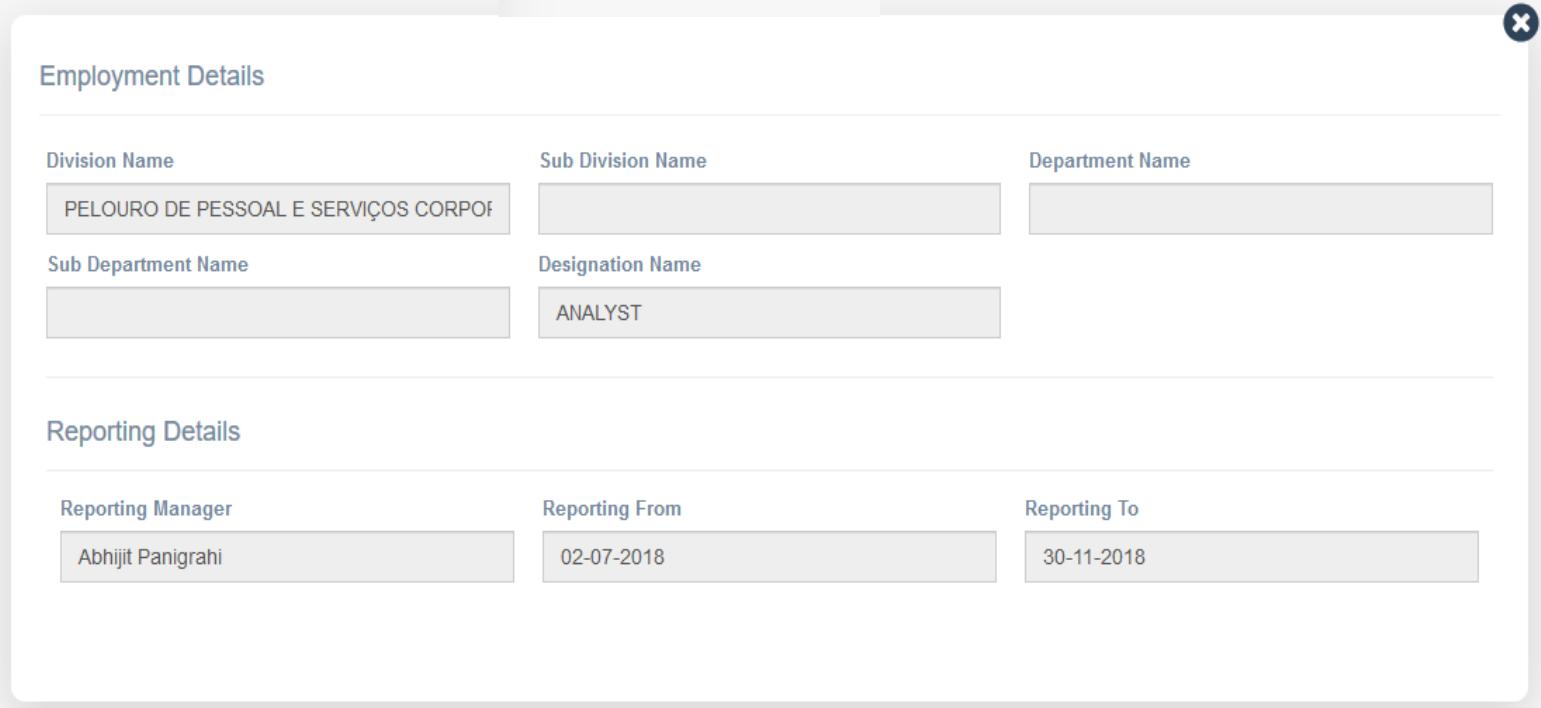 Employment Details
Division Name Sub Division Name Department Name
PELOURO DE PESSOAL E SERVIÇOS
Sub Department Name Designation Name
ANALYST
Reporting Details
Reporting Manager Reporting From Reporting To
Abhijit Panigrahi 02-07-2018 30-11-2018